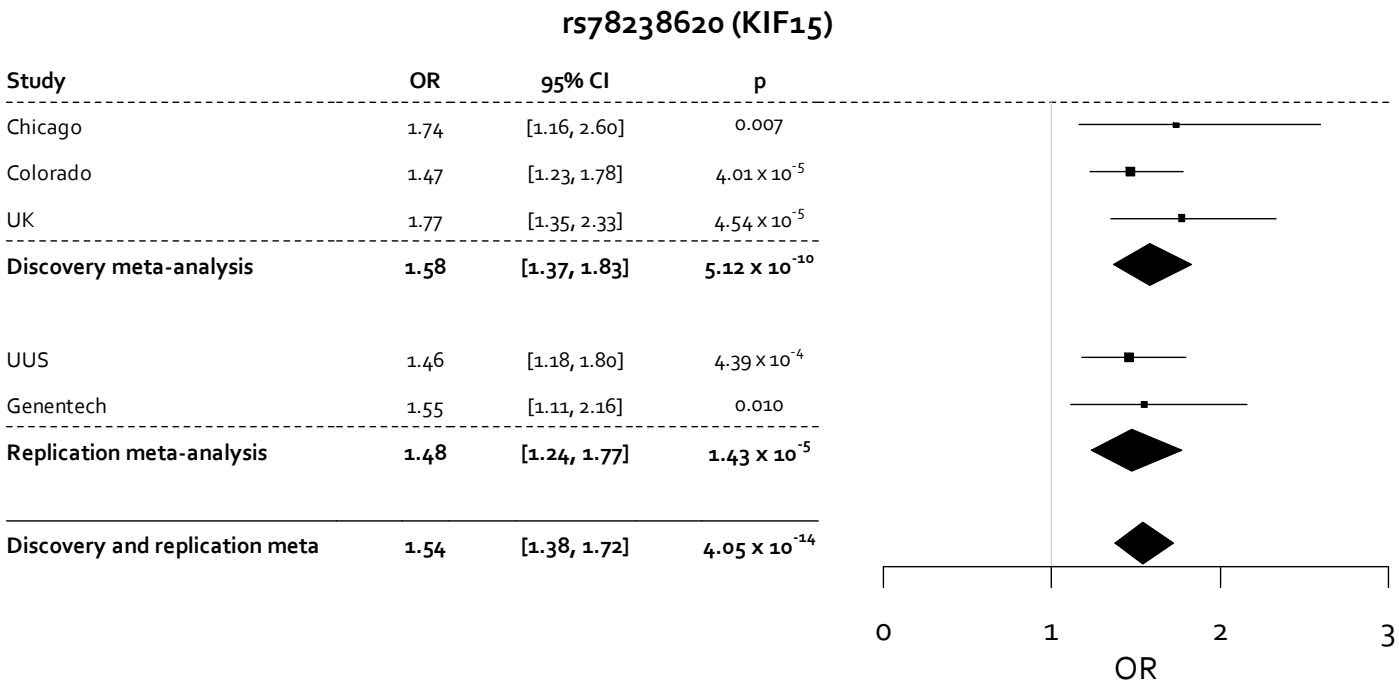 rs78238620 (KIF15)
Study OR 95% CI p
Chicago 1.74 [1.16, 2.60] 0.007
Colorado 1.47 [1.23, 1.78] 4.01 x 10⁻⁵
UK 1.77 [1.35, 2.33] 4.54 x 10⁻⁵
Discovery meta-analysis 1.58 [1.37, 1.83] 5.12 x 10⁻¹⁰
UUS 1.46 [1.18, 1.80] 4.39 x 10⁻⁴
Genentech 1.55 [1.11, 2.16] 0.010
Replication meta-analysis 1.48 [1.24, 1.77] 1.43 x 10⁻⁵
Discovery and replication meta 1.54 [1.38, 1.72] 4.05 x 10⁻¹⁴
0 1 2 3
OR